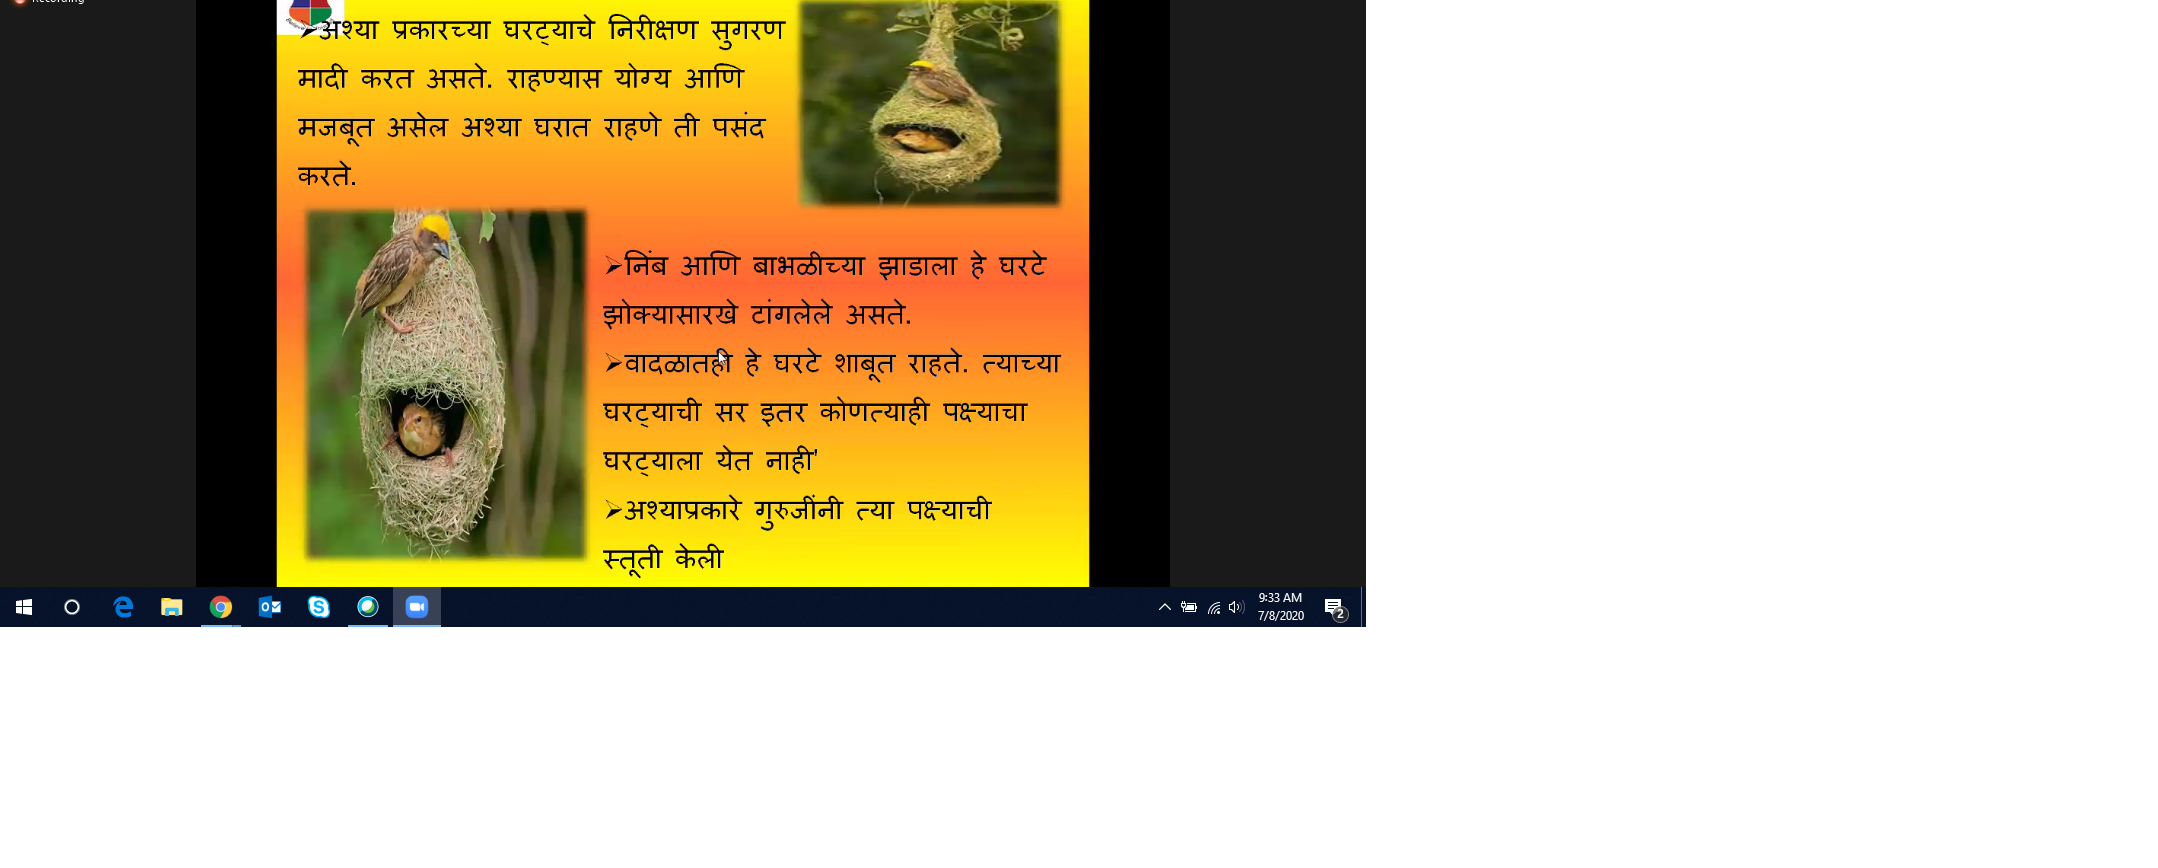 Recording
➢अश्या प्रकारच्या घरट्याचे निरीक्षण सुगरण
मादी करत असते. राहण्यास योग्य आणि
मजबूत असेल अश्या घरात राहणे ती पसंद
करते.
➢निंब आणि बाभळीच्या झाडाला हे घरटे
झोक्यासारखे टांगलेले असते.
➢वादळातही हे घरटे शाबूत राहते. त्याच्या
घरट्याची सर इतर कोणत्याही पक्ष्याचा
घरट्याला येत नाही'
➢अश्याप्रकारे गुरुजींनी त्या पक्ष्याची
स्तूती केली
9:33 AM
7/8/2020
2